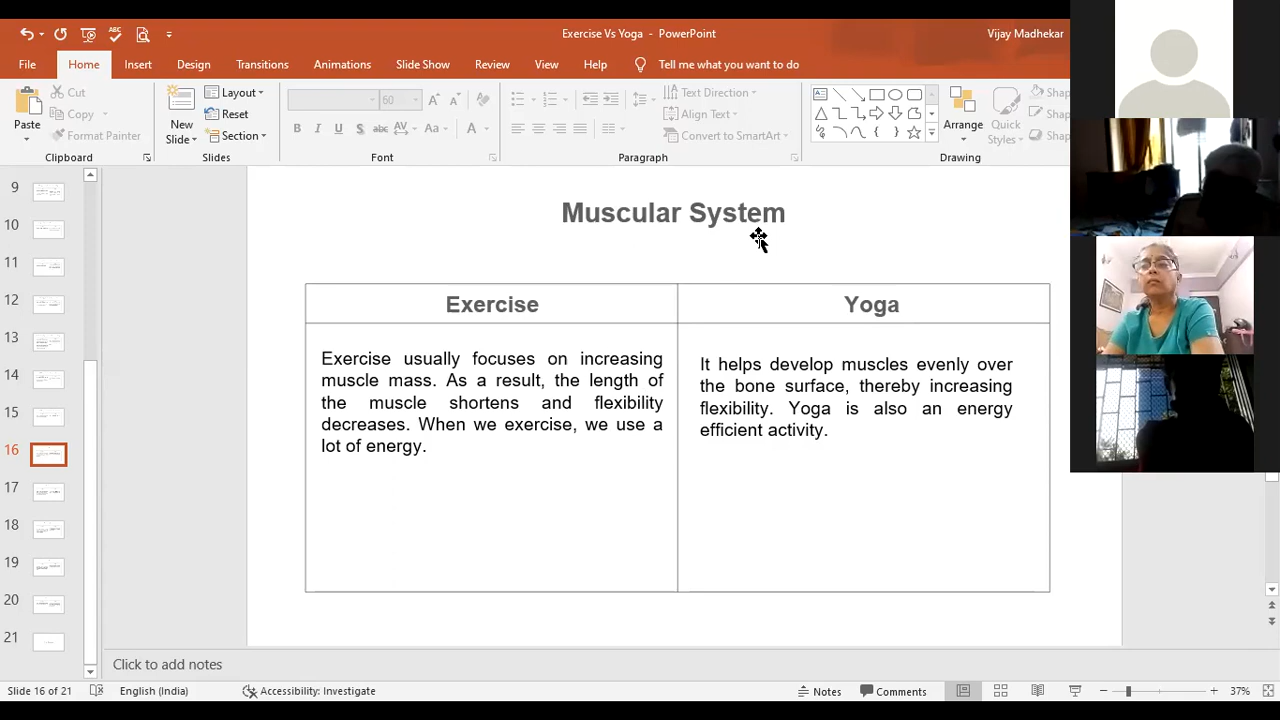 Exercise Vs Yoga - PowerPoint
Vijay Madhekar
File Home Insert Design Transitions Animations Slide Show Review View Help Tell me what you want to do
Cut
Copy
Format Painter
Paste
Clipboard
New
Slide
Layout
Reset
Section
Slides
60
Font
Text Direction
Align Text
Convert to SmartArt
Paragraph
Arrange
Quick
Styles
Drawing
9
10
11
12
13
14
15
16
17
18
19
20
21
Muscular System
Exercise
Yoga
Exercise usually focuses on increasing
muscle mass. As a result, the length of
the muscle shortens and flexibility
decreases. When we exercise, we use a
lot of energy.
It helps develop muscles evenly over
the bone surface, thereby increasing
flexibility. Yoga is also an energy
efficient activity.
Click to add notes
Slide 16 of 21 English (India) Accessibility: Investigate Notes Comments 37%